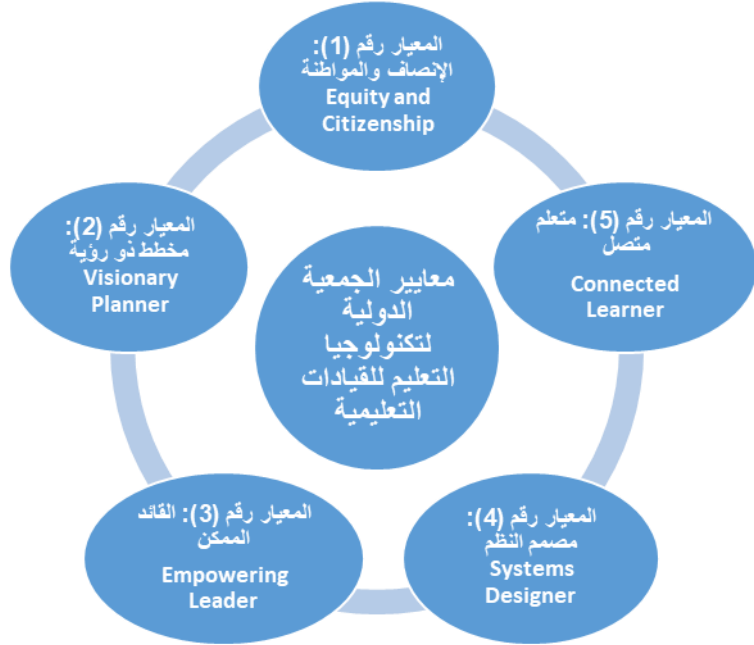 المعيار رقم (1):
الإنصاف والمواطنة
Equity and
Citizenship
المعيار رقم (2):
مخطط ذو رؤية
Visionary
Planner
المعيار رقم (3): القائد
الممكن
Empowering
Leader
المعيار رقم (4):
مصمم النظم
Systems
Designer
المعيار رقم (5): متعلم
متصل
Connected
Learner
معايير الجمعية
الدولية
لتكنولوجيا
التعليم للقيادات
التعليمية